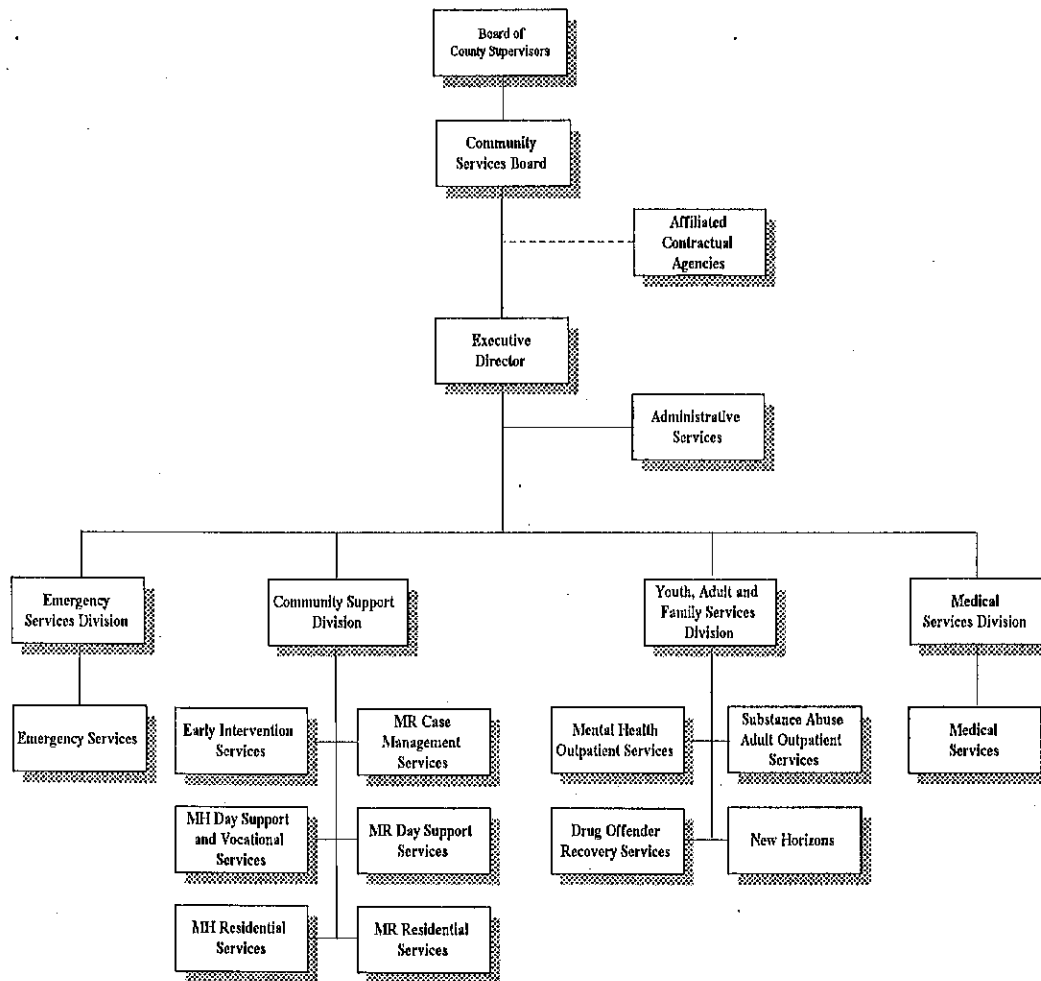 Board of
County Supervisors
Community
Services Board
Affiliated
Contractual
Agencies
Executive
Director
Administrative
Services
Emergency
Services Division
Community Support
Division
Youth, Adult and
Family Services
Division
Medical
Services Division
Emergency Services
Early Intervention
Services
MR Case
Management
Services
Mental Health
Outpatient Services
Substance Abuse
Adult Outpatient
Services
Medical
Services
MH Day Support
and Vocational
Services
MR Day Support
Services
Drug Offender
Recovery Services
New Horizons
MH Residential
Services
MR Residential
Services